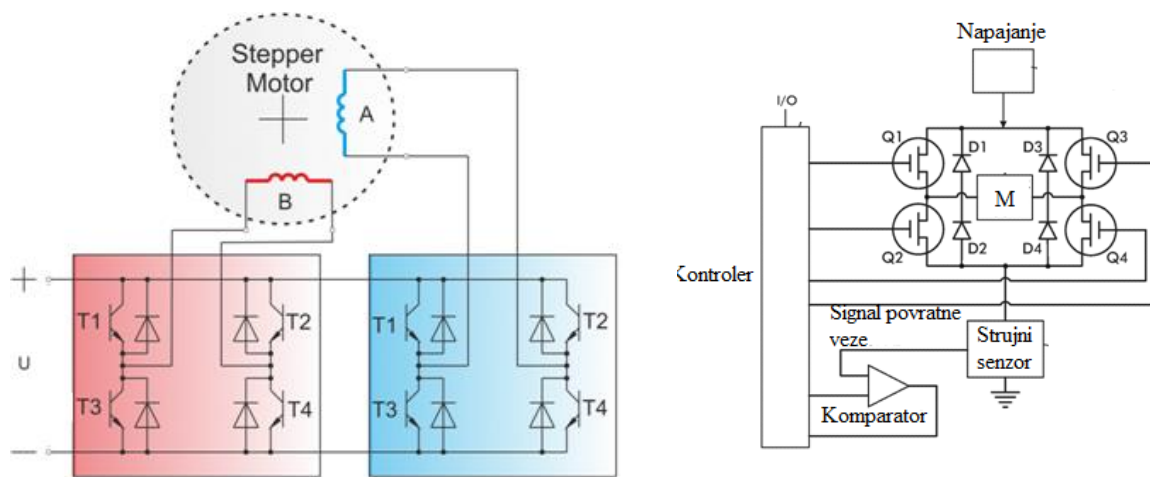 Stepper
Motor
A
B
+
U
—
T1
T2
T3
T4
T1
T2
T3
T4
Napajanje
I/O
Q1
D1
D3
Q3
M
Q2
D2
D4
Q4
Kontroler
Signal povratne
veze
Strujni
senzor
Komparator